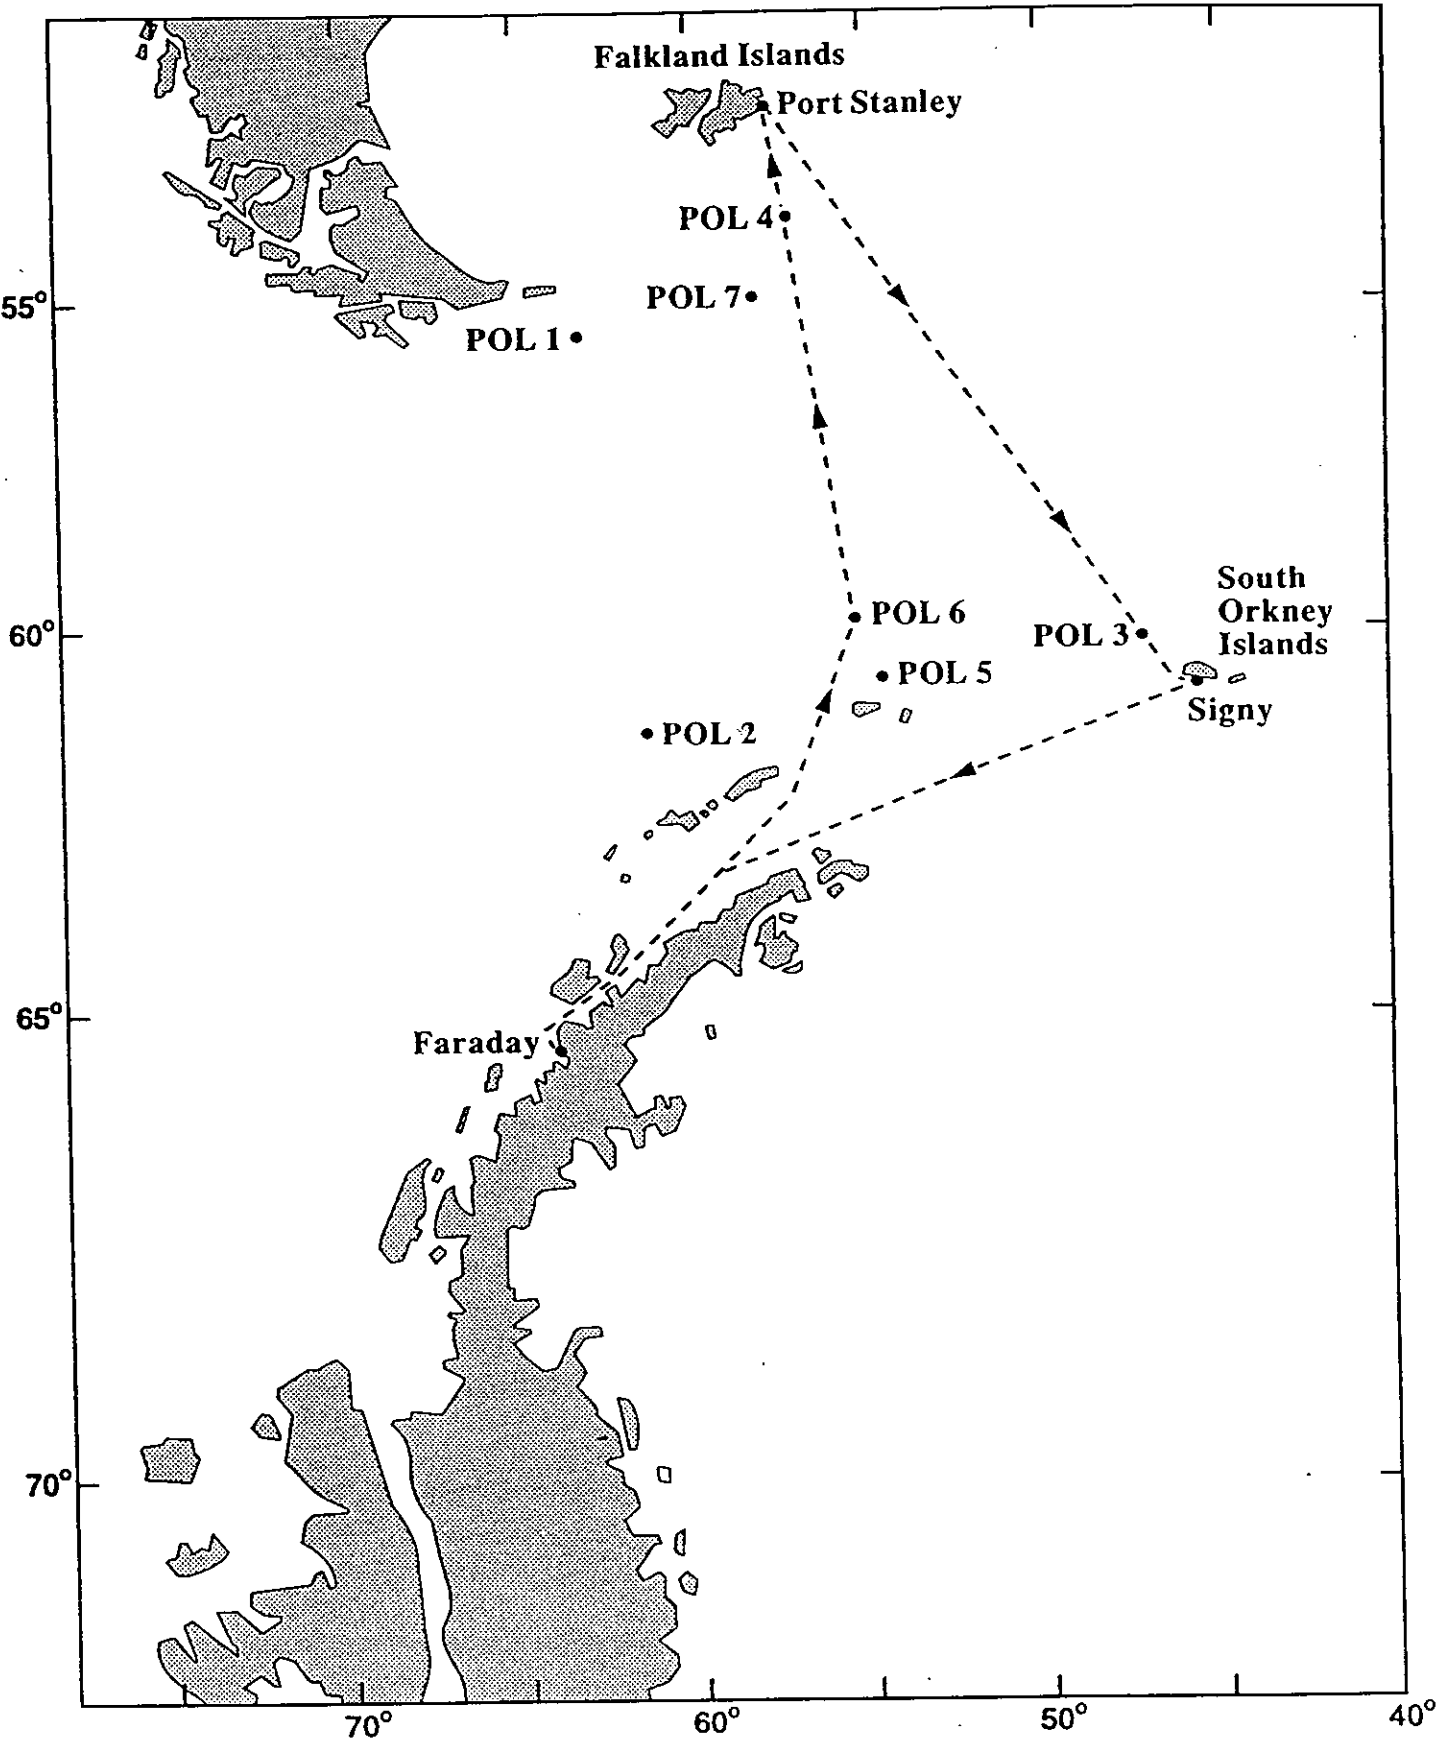 Falkland Islands
Port Stanley
POL 4
POL 7
55°
POL 1
South
Orkney
Islands
POL 6
60°
POL 3
POL 5
Signy
POL 2
65°
Faraday
70°
70°
60°
50°
40°